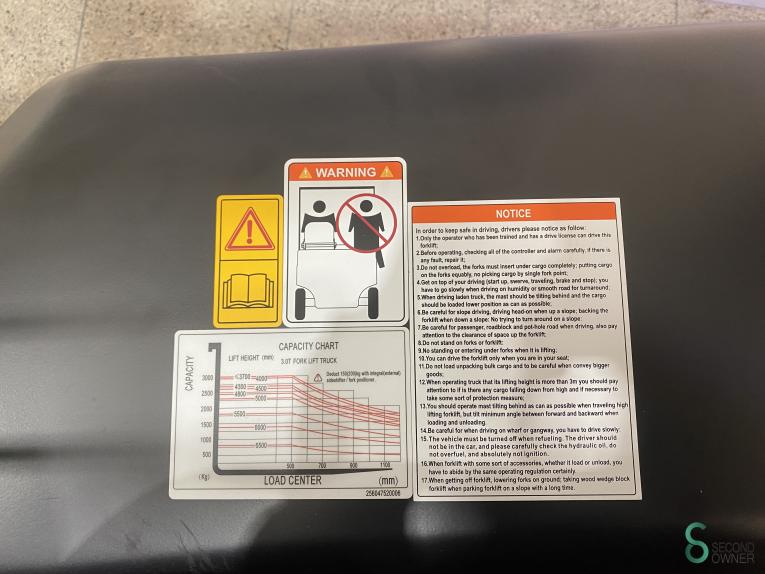 WARNING
NOTICE
In order to keep safe in driving, drivers please notice as follow:
1.Only the operator who has been trained and has a drive license can drive this
forklift;
2.Before operating, checking all of the controller and alarm carefully, if there is
any fault, repair it;
3.Do not overload, the forks must insert under cargo completely; putting cargo
on the forks equably, no picking cargo by single fork point;
4.Get on top of your driving (start up, swerve, traveling, brake and stop); you
have to go slowly when driving on humidity or smooth road for turnaround;
5.When driving laden truck, the mast should be tilting behind and the cargo
should be loaded lower position as can as possible;
6.Be careful for slope driving, driving head-on when up a slope; backing the
forklift when down a slope: No trying to turn around on a slope:
7.Be careful for passenger, roadblock and pot-hole road when driving, also pay
attention to the clearance of space up the forklift;
8.Do not stand on forks or forklift:
9.No standing or entering under forks when it is lifting;
10.You can drive the forklift only when you are in your seat;
11.Do not load unpacking bulk cargo and to be careful when convey bigger
goods;
12.When operating truck that its lifting height is more than 3m you should pay
attention to if is there any cargo falling down from high and if necessary to
take some sort of protection measure;
13.You should operate mast tilting behind as can as possible when traveling high
lifting forklift, but tilt minimum angle between forward and backward when
loading and unloading.
14.Be careful for when driving on wharf or gangway, you have to drive slowly:
15.The vehicle must be turned off when refueling. The driver should
not be in the car, and please carefully check the hydraulic oil, do
not overfuel, and absolutely not ignition.
16.When forklift with some sort of accessories, whether it load or unload, you
have to abide by the same operating regulation certainly.
17.When getting off forklift, lowering forks on ground; taking wood wedge block
forklift when parking forklift on a slope with a long time.
CAPACITY CHART
LIFT HEIGHT (mm) 3.0T FORK LIFT TRUCK
Deduct 150(200)kg with integral(external)
sideshifter / fork positioner.
CAPACITY
3000
2500
2000
1500
1000
500
(Kg)
≤3700 4000
4300 4500
4800 5000
5500
6000
6500
500 700 900 1100
LOAD CENTER (mm)
256047520006
SECOND
OWNER